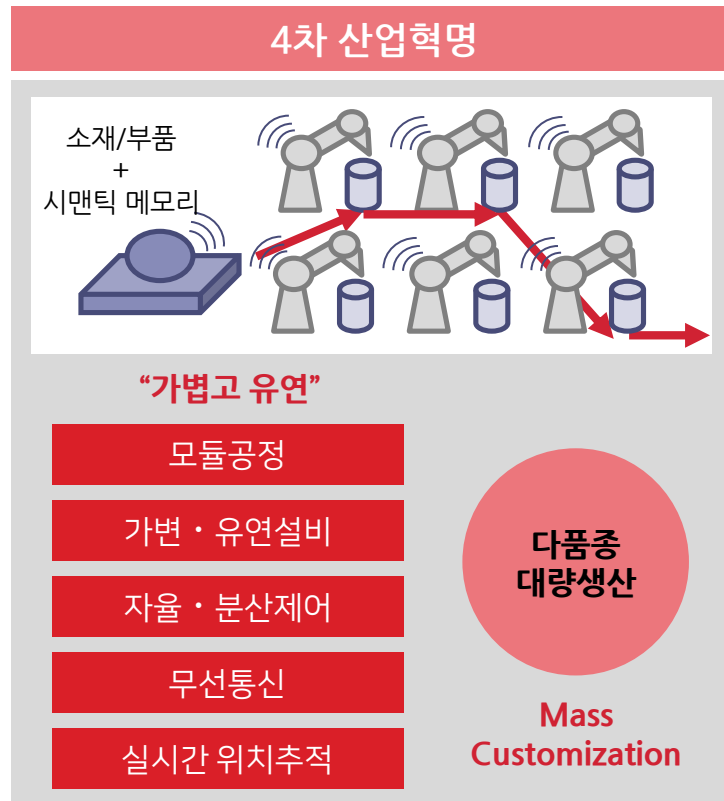 4차 산업혁명
소재/부품
+
시맨틱 메모리
“가볍고 유연”
모듈공정
가변・유연설비
자율・분산제어
무선통신
실시간 위치추적
다품종
대량생산
Mass
Customization